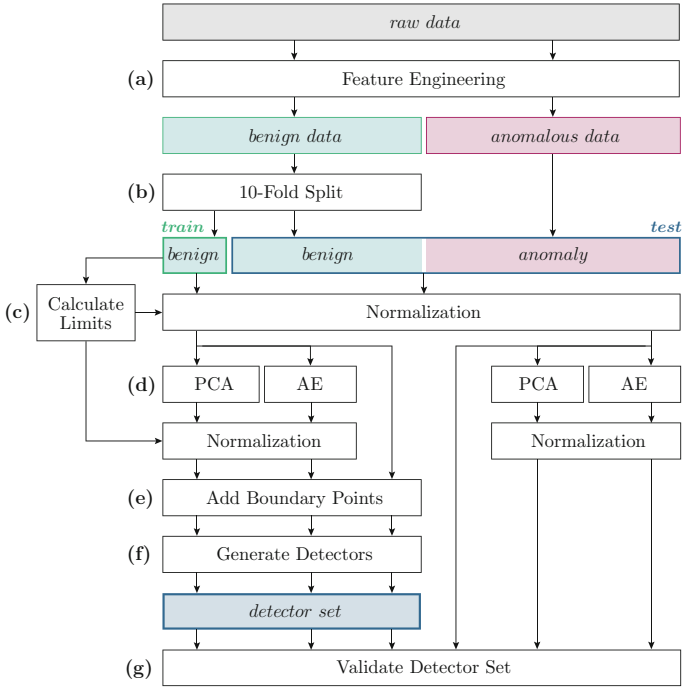 raw data
(a) Feature Engineering
benign data anomalous data
(b) 10-Fold Split
train test
benign benign anomaly
(c) Calculate Limits Normalization
(d) PCA AE PCA AE
Normalization Normalization
(e) Add Boundary Points
(f) Generate Detectors
detector set
(g) Validate Detector Set